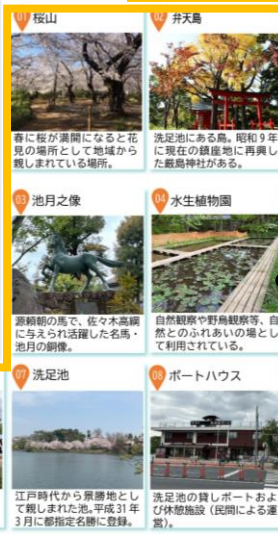 01 桜山
春に桜が満開になると花
見の場所として地域から
親しまれている場所。
02 弁天島
洗足池にある島。昭和9年
に現在の鎮座地に再興し
た厳島神社がある。
03 池月之像
源頼朝の馬で、佐々木高綱
に与えられ活躍した名馬・
池月の銅像。
04 水生植物園
自然観察や野鳥観察等、自
然とのふれあいの場とし
て利用されている。
07 洗足池
江戸時代から景勝地とし
て親しまれた池。平成31年
3月に都指定名勝に登録。
08 ボートハウス
洗足池の貸しボートおよ
び休憩施設(民間による運
営)。